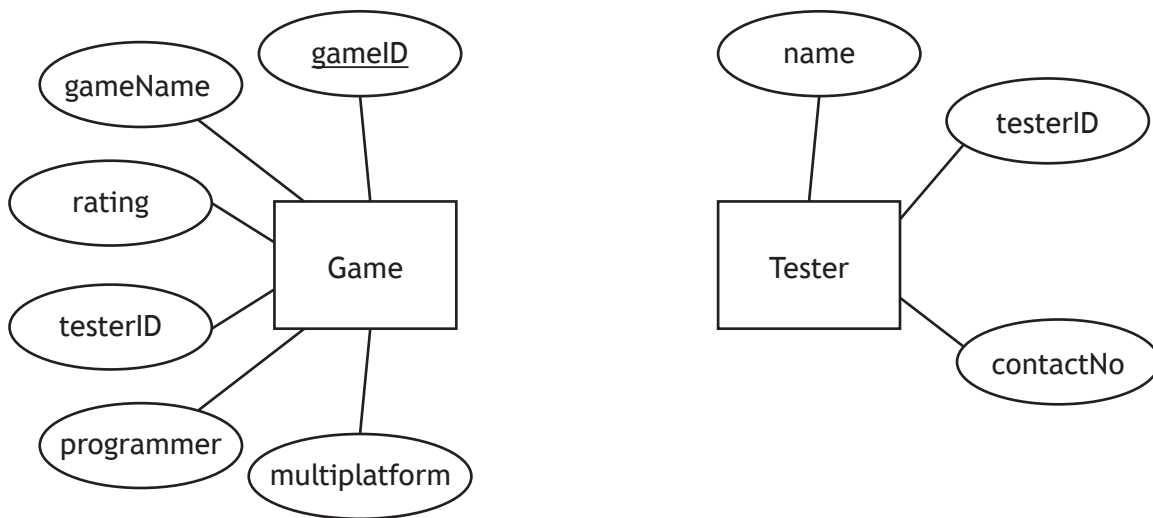 gameID
gameName
rating
testerID
programmer
multiplatform
Game
name
testerID
Tester
contactNo